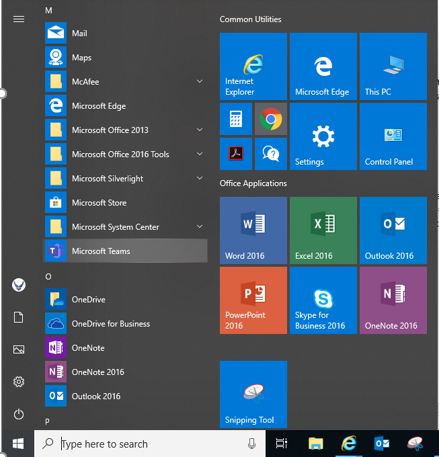 M
Mail
Maps
McAfee
Microsoft Edge
Microsoft Office 2013
Microsoft Office 2016 Tools
Microsoft Silverlight
Microsoft Store
Microsoft System Center
Microsoft Teams
O
OneDrive
OneDrive for Business
OneNote
OneNote 2016
Outlook 2016
P
Common Utilities
Internet
Explorer
Microsoft Edge
This PC
Settings
Control Panel
Office Applications
Word 2016
Excel 2016
Outlook 2016
PowerPoint
2016
Skype for
Business 2016
OneNote 2016
Snipping Tool
Type here to search